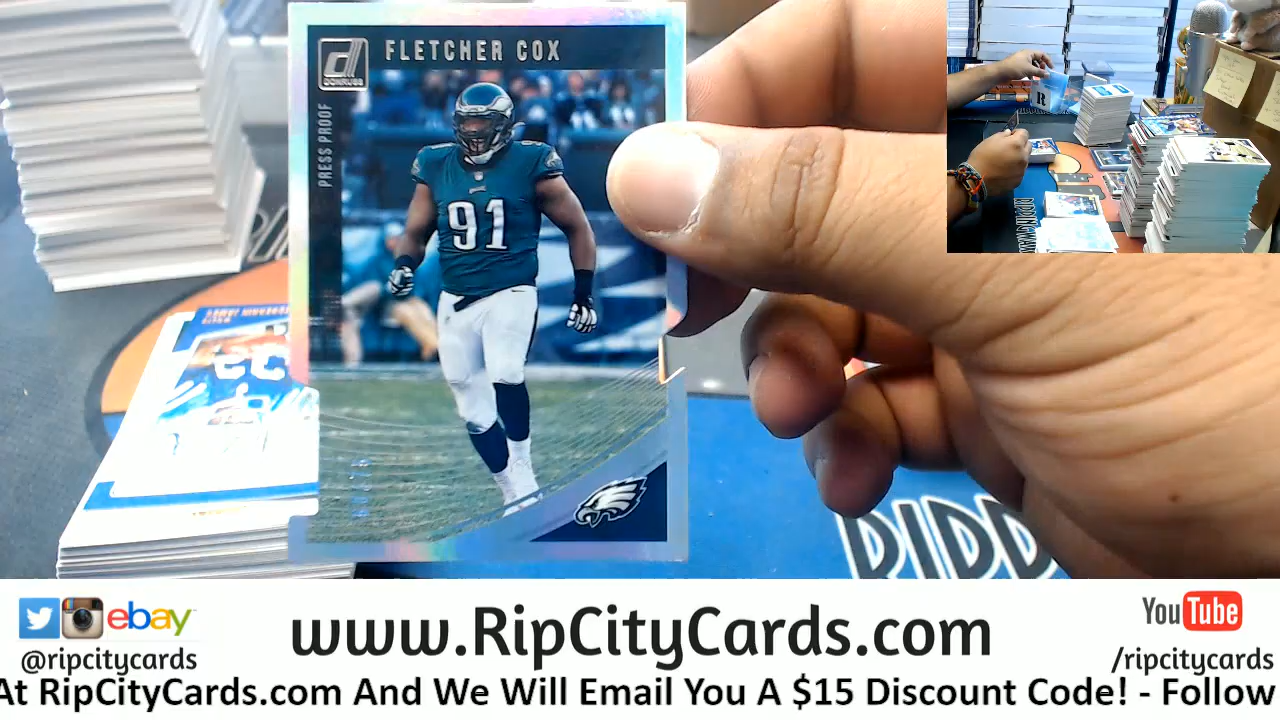 FLETCHER COX
DONRUSS
PRESS PROOF
91
R
ebay
www.RipCityCards.com
YouTube
@ripcitycards
/ripcitycards
At RipCityCards.com And We Will Email You A $15 Discount Code! - Follow